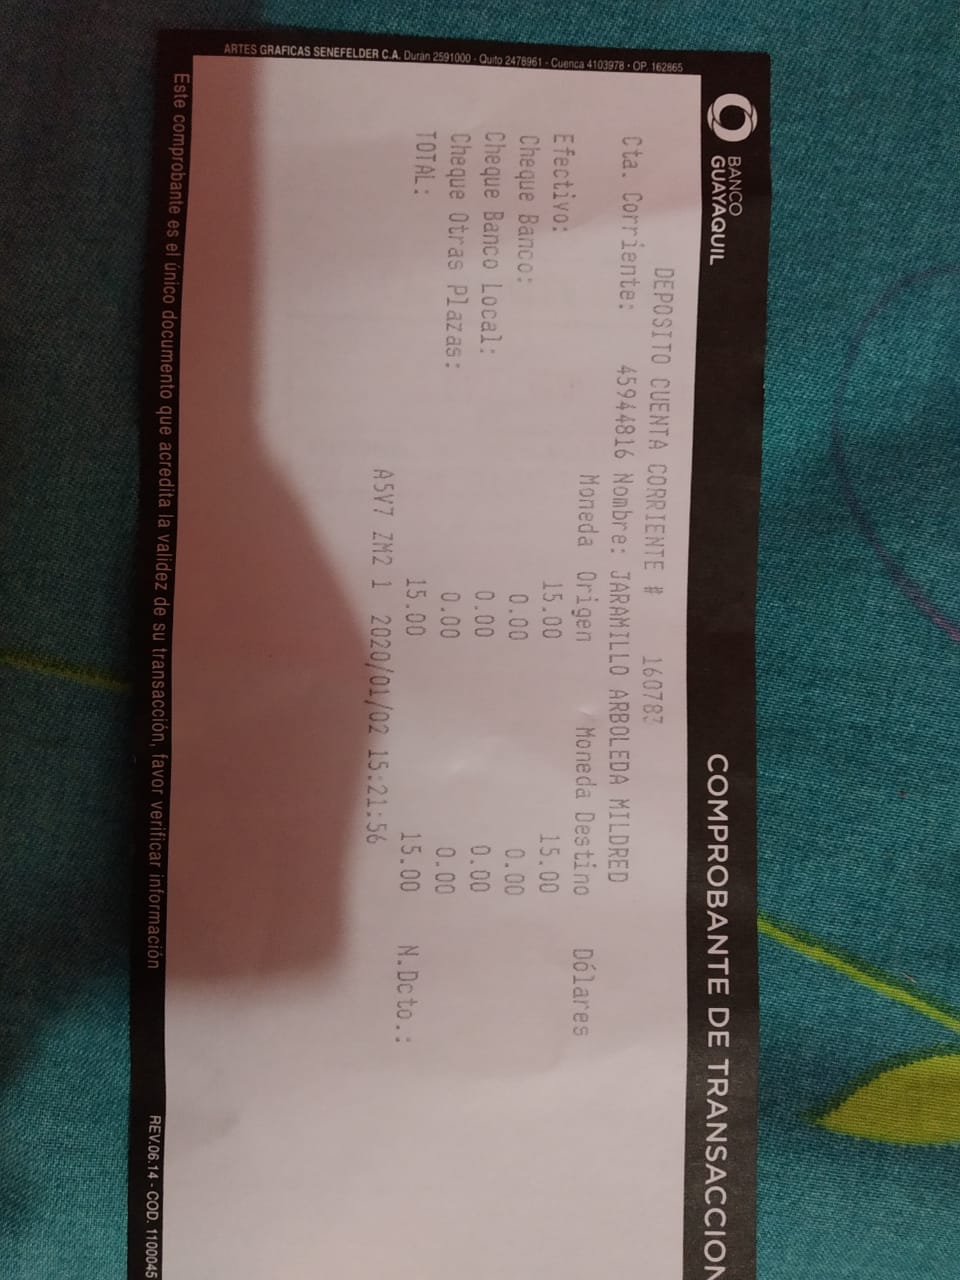 BANCO
GUAYAQUIL
COMPROBANTE DE TRANSACCION
DEPOSITO CUENTA CORRIENTE # 160783
Cta. Corriente: 45944816 Nombre: JARAMILLO ARBOLEDA MILDRED
Moneda Origen Moneda Destino Dólares
Efectivo: 15.00 15.00
Cheque Banco: 0.00 0.00
Cheque Banco Local: 0.00 0.00
Cheque Otras Plazas: 0.00 0.00
TOTAL: 15.00 15.00 N.Dcto.:
A5V7 ZM2 1 2020/01/02 15:21:56
Este comprobante es el único documento que acredita la validez de su transacción, favor verificar información
REV.06.14 - COD. 1100045
ARTES GRAFICAS SENEFELDER C.A. Duran 2591000 - Quito 2478961 - Cuenca 4103978 • OP. 162865